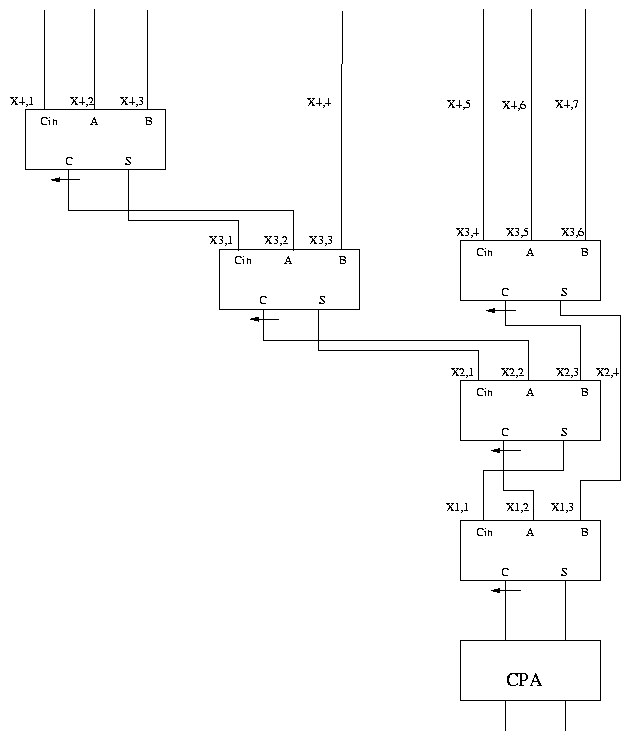 X4,1 X4,2 X4,3 X4,4 X4,5 X4,6 X4,7
Cin A B
C S
X3,1 X3,2 X3,3 X3,4 X3,5 X3,6
Cin A B Cin A B
C S C S
X2,1 X2,2 X2,3 X2,4
Cin A B
C S
X1,1 X1,2 X1,3
Cin A B
C S
CPA